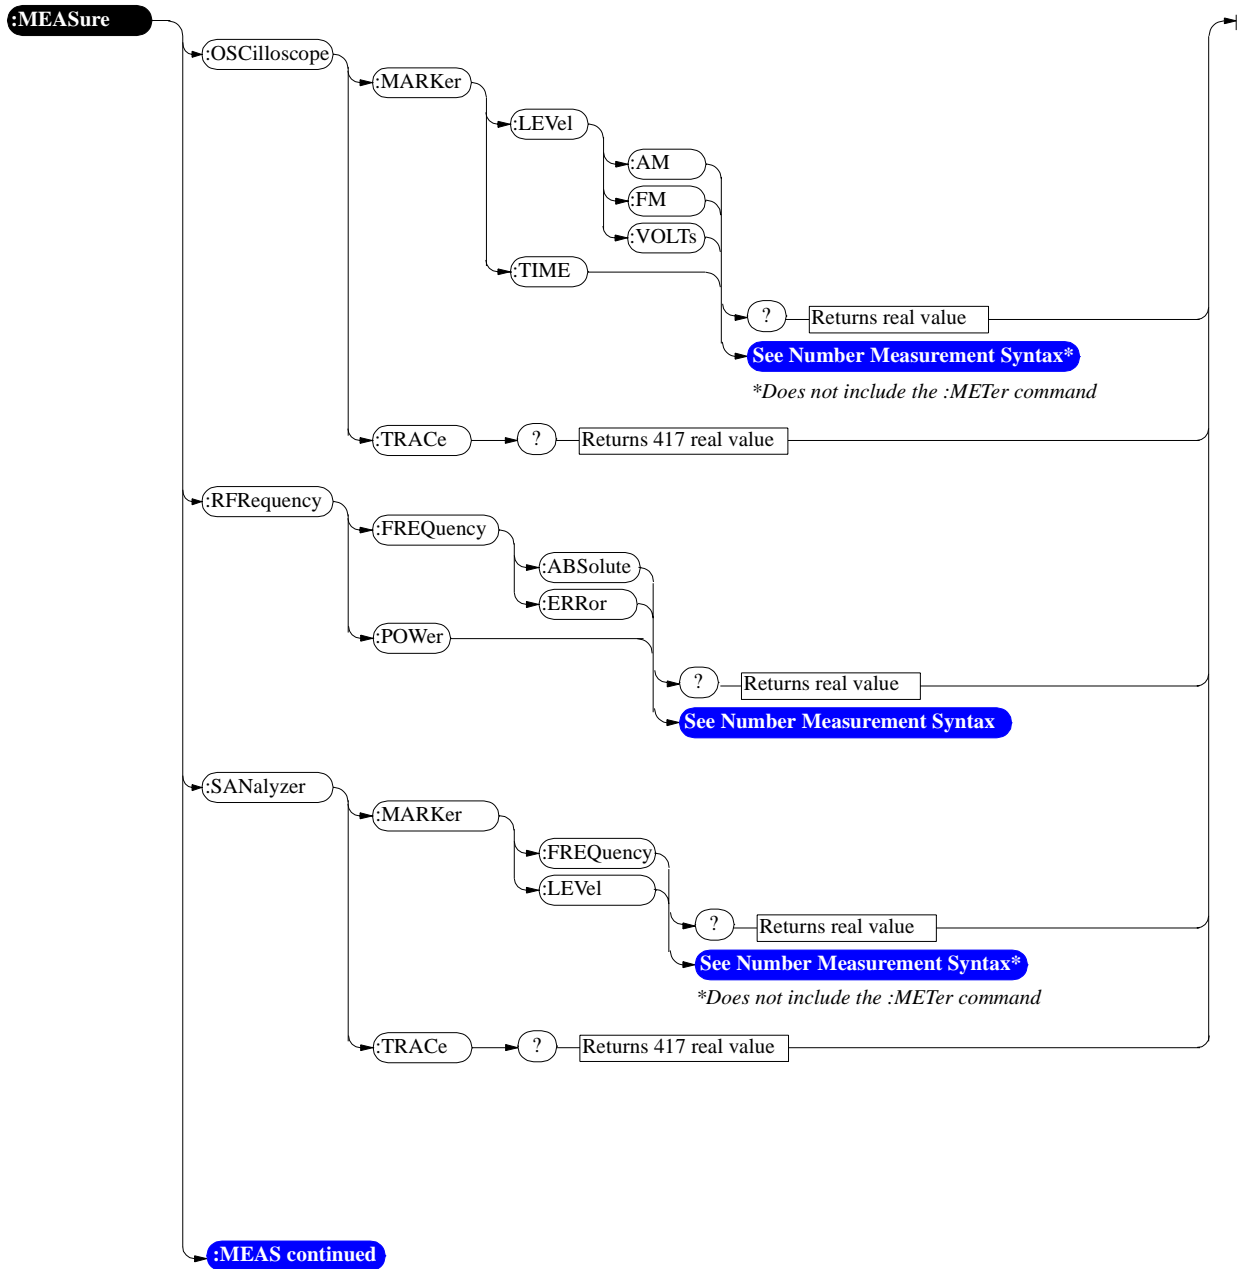 :MEASure
:OSCilloscope
:MARKer
:LEVel
:AM
:FM
:VOLTs
:TIME
? Returns real value
See Number Measurement Syntax*
*Does not include the :METer command
:TRACe ? Returns 417 real value
:RFRequency
:FREQuency
:ABSolute
:ERRor
:POWer
? Returns real value
See Number Measurement Syntax
:SANalyzer
:MARKer
:FREQuency
:LEVel
? Returns real value
See Number Measurement Syntax*
*Does not include the :METer command
:TRACe ? Returns 417 real value
:MEAS continued